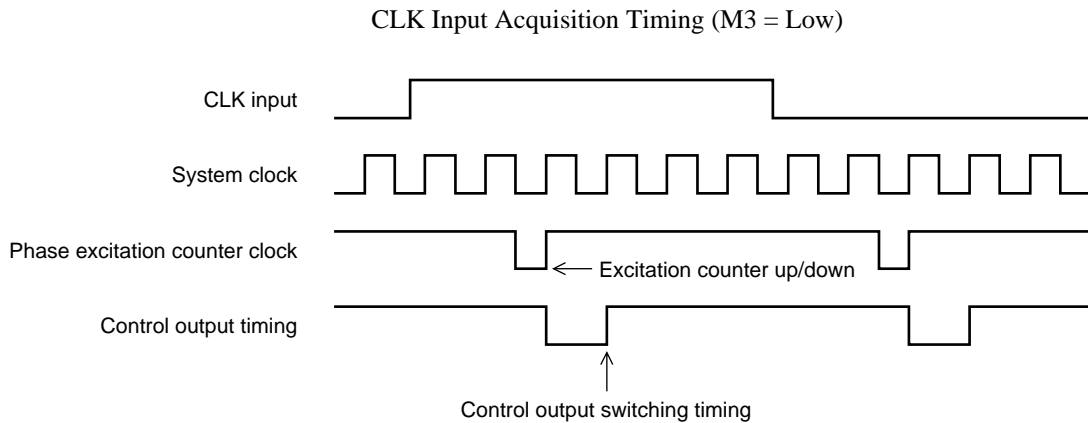 CLK Input Acquisition Timing (M3 = Low)
CLK input
System clock
Phase excitation counter clock
Excitation counter up/down
Control output timing
Control output switching timing